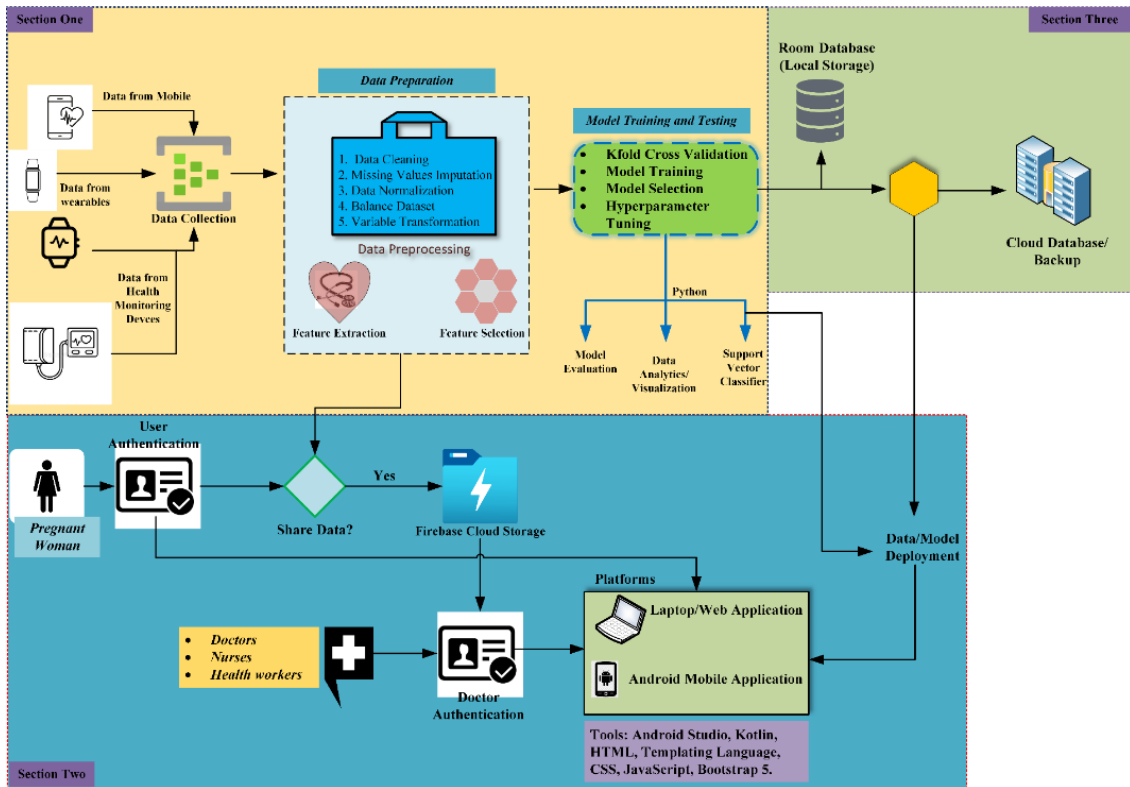 Section One
Data from Mobile
Data from
wearables
Data Collection
Data from
Health
Monitoring
Devces
Data Preparation
1. Data Cleaning
2. Missing Values Imputation
3. Data Normalization
4. Balance Dataset
5. Variable Transformation
Data Preprocessing
Feature Extraction
Feature Selection
Model Training and Testing
• Kfold Cross Validation
• Model Training
• Model Selection
• Hyperparameter
Tuning
Python
Model
Evaluation
Data
Analytics/
Visualization
Support
Vector
Classifier
Section Three
Room Database
(Local Storage)
Cloud Database/
Backup
User
Authentication
Pregnant
Woman
Share Data?
Yes
Firebase Cloud Storage
Data/Model
Deployment
Platforms
Laptop/Web Application
Android Mobile Application
• Doctors
• Nurses
• Health workers
Doctor
Authentication
Tools: Android Studio, Kotlin,
HTML, Templating Language,
CSS, JavaScript, Bootstrap 5.
Section Two